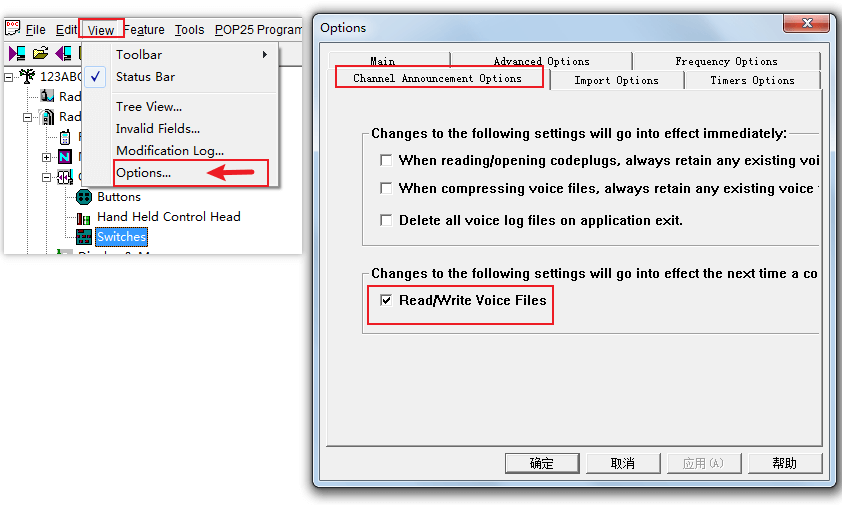 File Edit View Feature Tools POP25 Program
Toolbar
Status Bar
Tree View...
Invalid Fields...
Modification Log...
Options...
123ABC
Rad
Rad
Buttons
Hand Held Control Head
Switches
Options
Main Advanced Options Frequency Options
Channel Announcement Options Import Options Timers Options
Changes to the following settings will go into effect immediately:
When reading/opening codeplugs, always retain any existing voi
When compressing voice files, always retain any existing voice
Delete all voice log files on application exit.
Changes to the following settings will go into effect the next time a co
Read/Write Voice Files
确定 取消 应用(A) 帮助